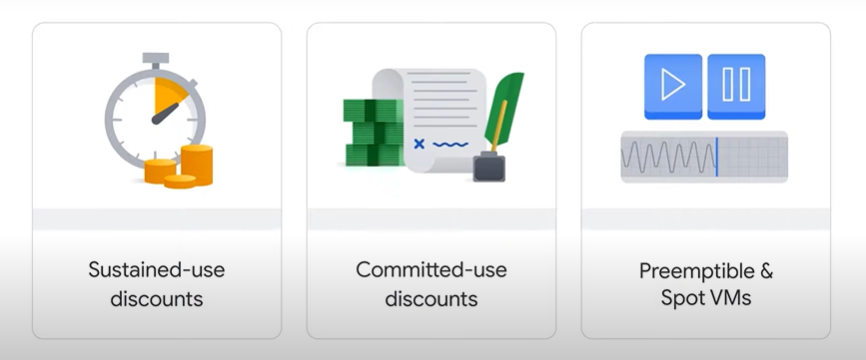 Sustained-use
discounts
Committed-use
discounts
Preemptible &
Spot VMs